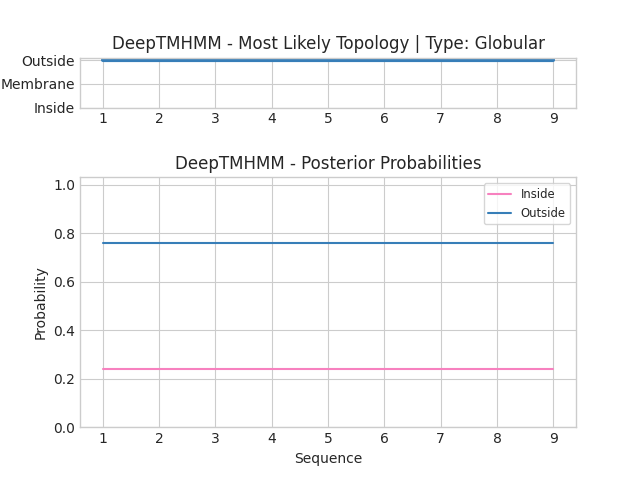 DeepTMHMM - Most Likely Topology | Type: Globular
Outside
Membrane
Inside
1 2 3 4 5 6 7 8 9
DeepTMHMM - Posterior Probabilities
1.0
0.8
0.6
0.4
0.2
0.0
Probability
Inside
Outside
1 2 3 4 5 6 7 8 9
Sequence